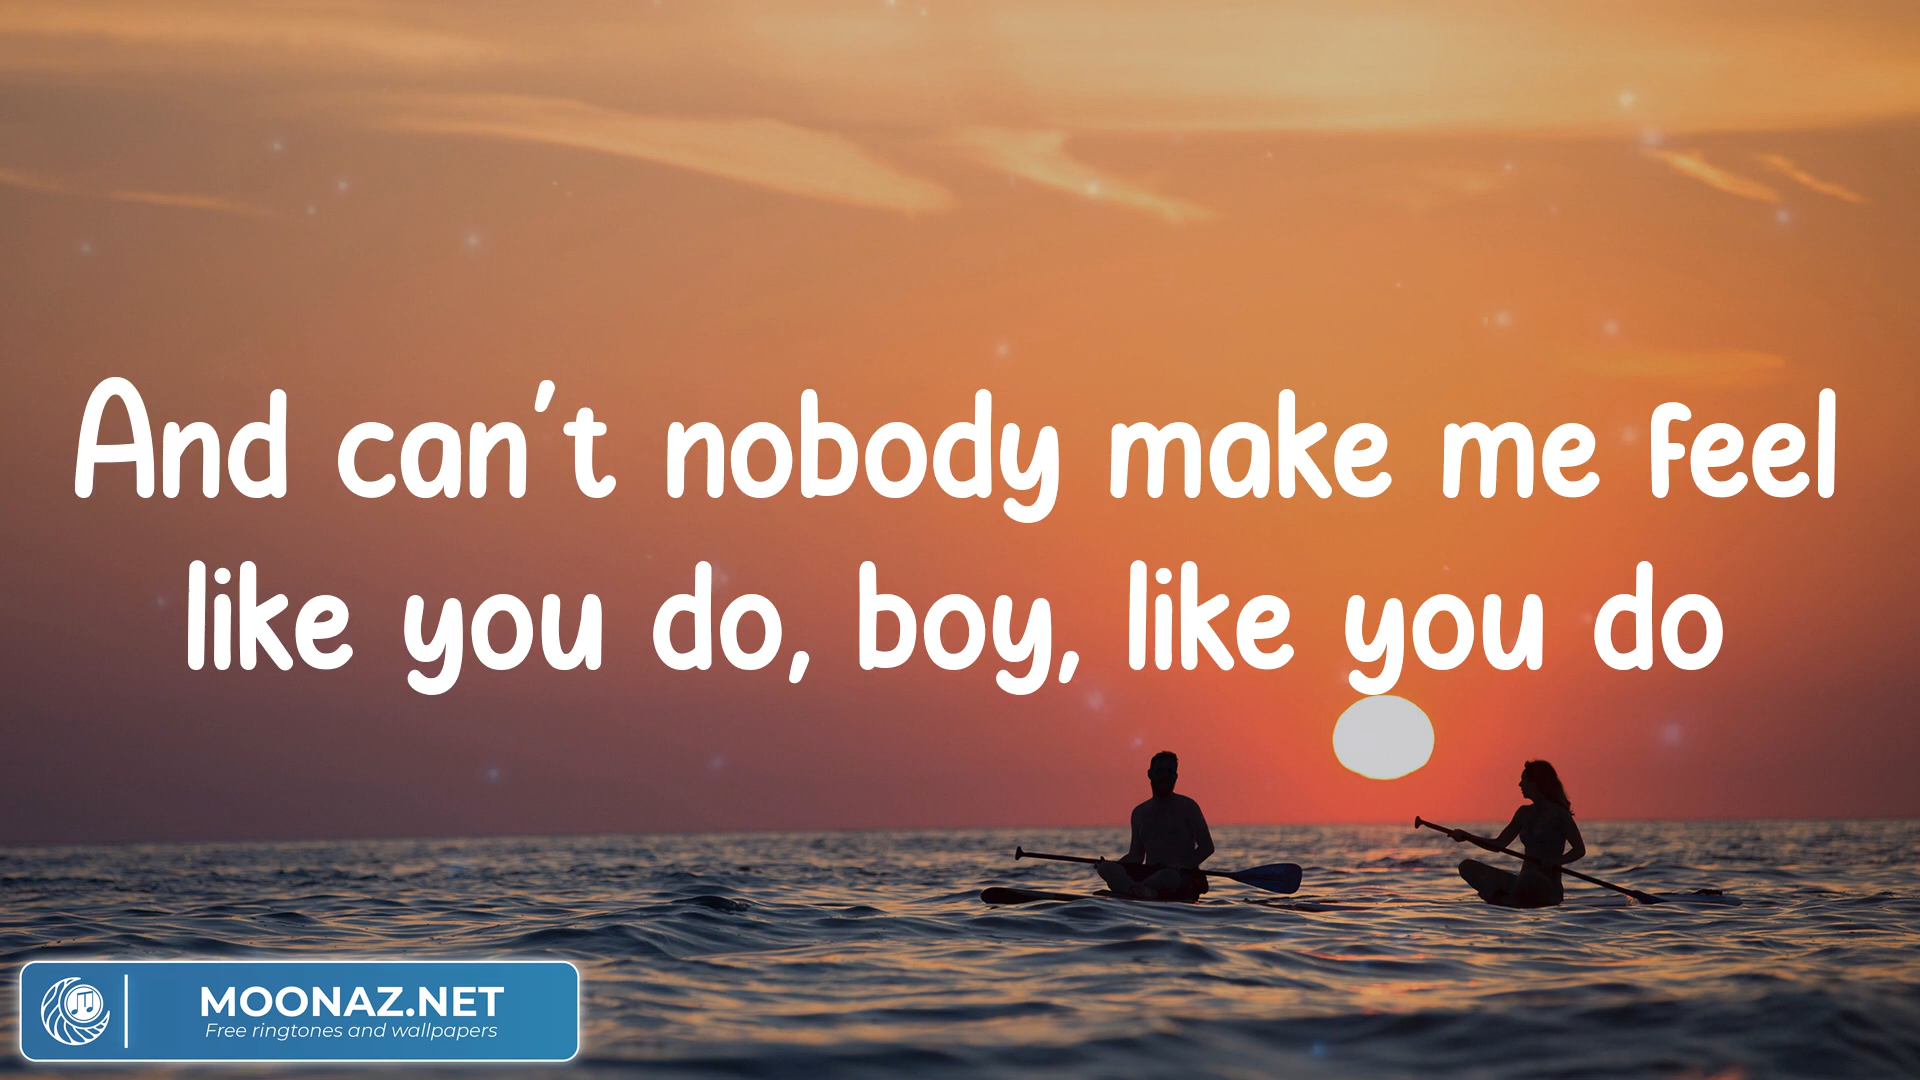 And can't nobody make me feel
like you do, boy, like you do
MOONAZ.NET
Free ringtones and wallpapers